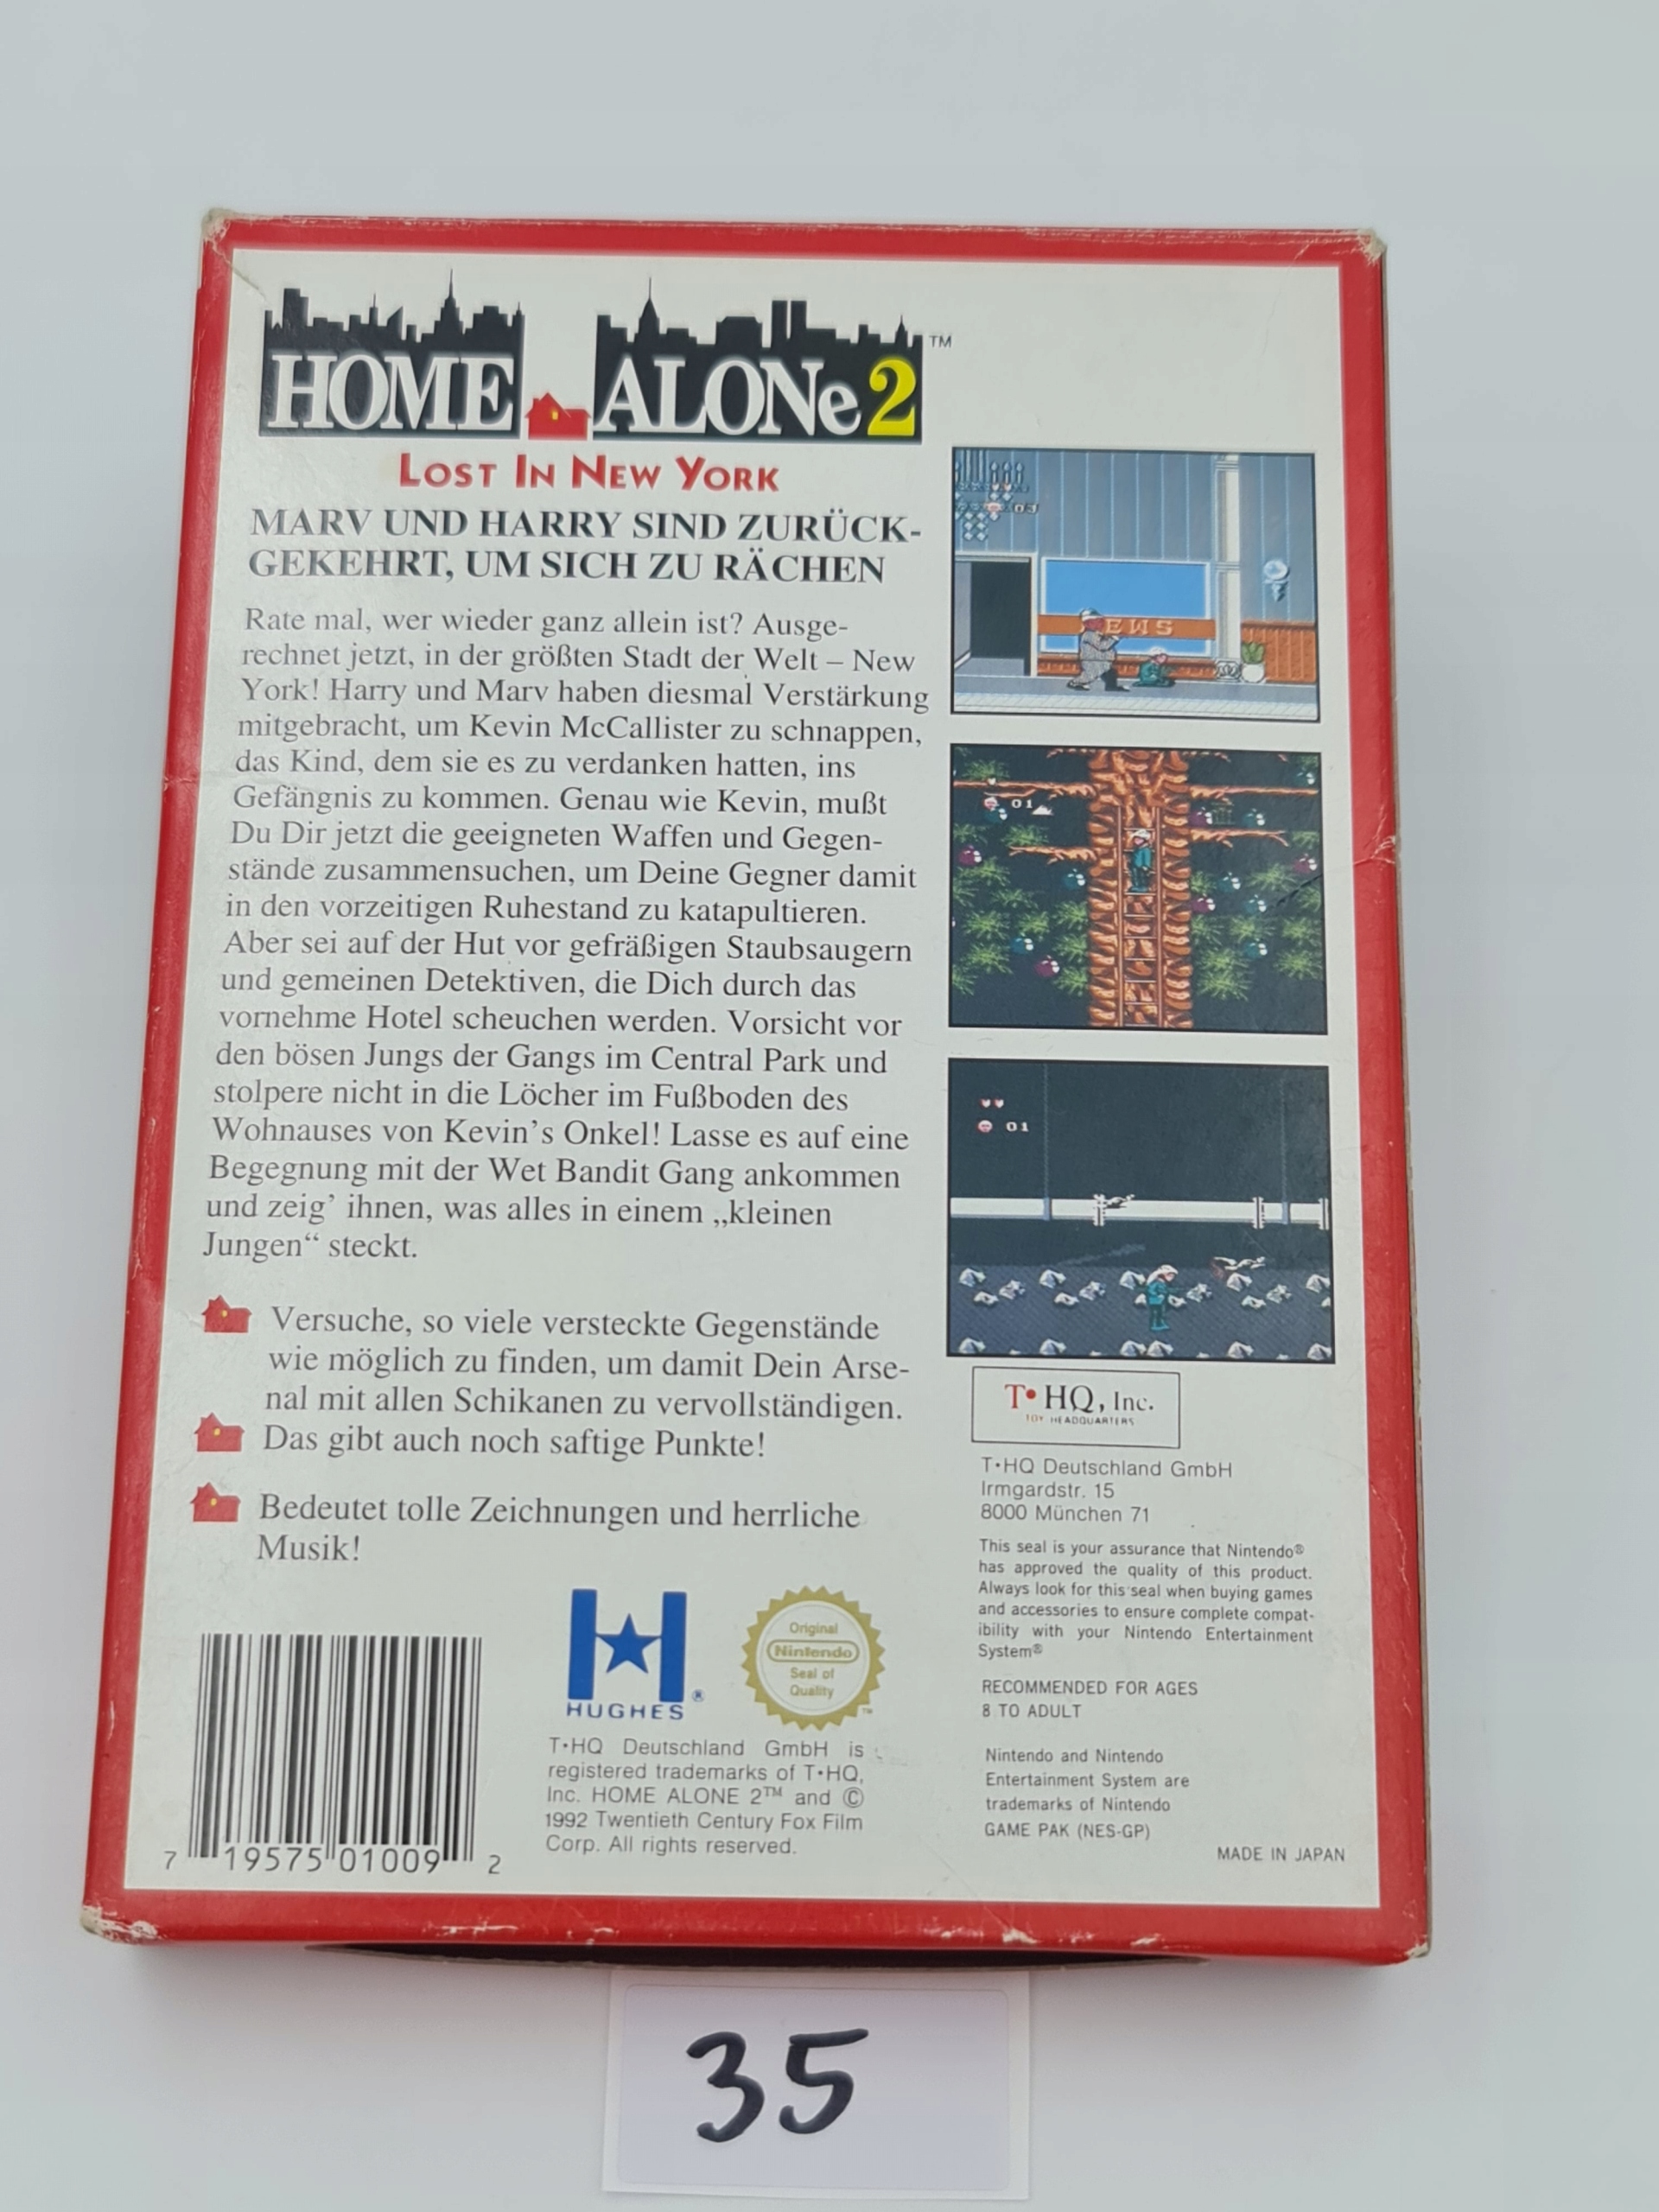 HOME ALONe 2 ™
LOST IN NEW YORK
MARV UND HARRY SIND ZURÜCK-
GEKEHRT, UM SICH ZU RÄCHEN
Rate mal, wer wieder ganz allein ist? Ausge-
rechnet jetzt, in der größten Stadt der Welt – New
York! Harry und Marv haben diesmal Verstärkung
mitgebracht, um Kevin McCallister zu schnappen,
das Kind, dem sie es zu verdanken hatten, ins
Gefängnis zu kommen. Genau wie Kevin, mußt
Du Dir jetzt die geeigneten Waffen und Gegen-
stände zusammensuchen, um Deine Gegner damit
in den vorzeitigen Ruhestand zu katapultieren.
Aber sei auf der Hut vor gefräßigen Staubsaugern
und gemeinen Detektiven, die Dich durch das
vornehme Hotel scheuchen werden. Vorsicht vor
den bösen Jungs der Gangs im Central Park und
stolpere nicht in die Löcher im Fußboden des
Wohnauses von Kevin's Onkel! Lasse es auf eine
Begegnung mit der Wet Bandit Gang ankommen
und zeig' ihnen, was alles in einem „kleinen
Jungen“ steckt.
Versuche, so viele versteckte Gegenstände
wie möglich zu finden, um damit Dein Arse-
nal mit allen Schikanen zu vervollständigen.
Das gibt auch noch saftige Punkte!
Bedeutet tolle Zeichnungen und herrliche
Musik!
03
EWS
01
01
T•HQ, Inc.
TOY HEADQUARTERS
T•HQ Deutschland GmbH
Irmgardstr. 15
8000 München 71
This seal is your assurance that Nintendo®
has approved the quality of this product.
Always look for this seal when buying games
and accessories to ensure complete compat-
ibility with your Nintendo Entertainment
System®
RECOMMENDED FOR AGES
8 TO ADULT
Nintendo and Nintendo
Entertainment System are
trademarks of Nintendo
GAME PAK (NES-GP)
MADE IN JAPAN
HUGHES ®
Original
Nintendo
Seal of
Quality
™
T•HQ Deutschland GmbH is
registered trademarks of T•HQ,
Inc. HOME ALONE 2™ and ©
1992 Twentieth Century Fox Film
Corp. All rights reserved.
7 19575 01009 2
35